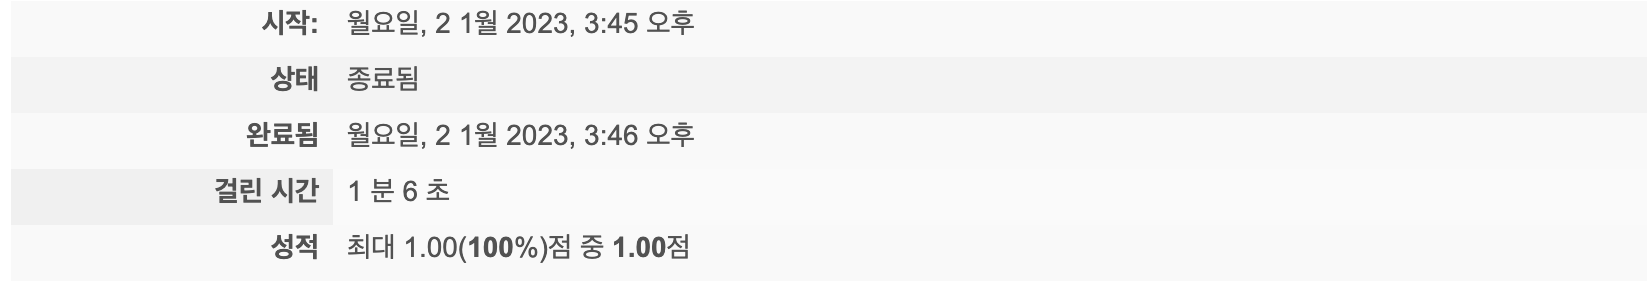 시작: 월요일, 2 1월 2023, 3:45 오후
상태 종료됨
완료됨 월요일, 2 1월 2023, 3:46 오후
걸린 시간 1 분 6 초
성적 최대 1.00(100%)점 중 1.00점